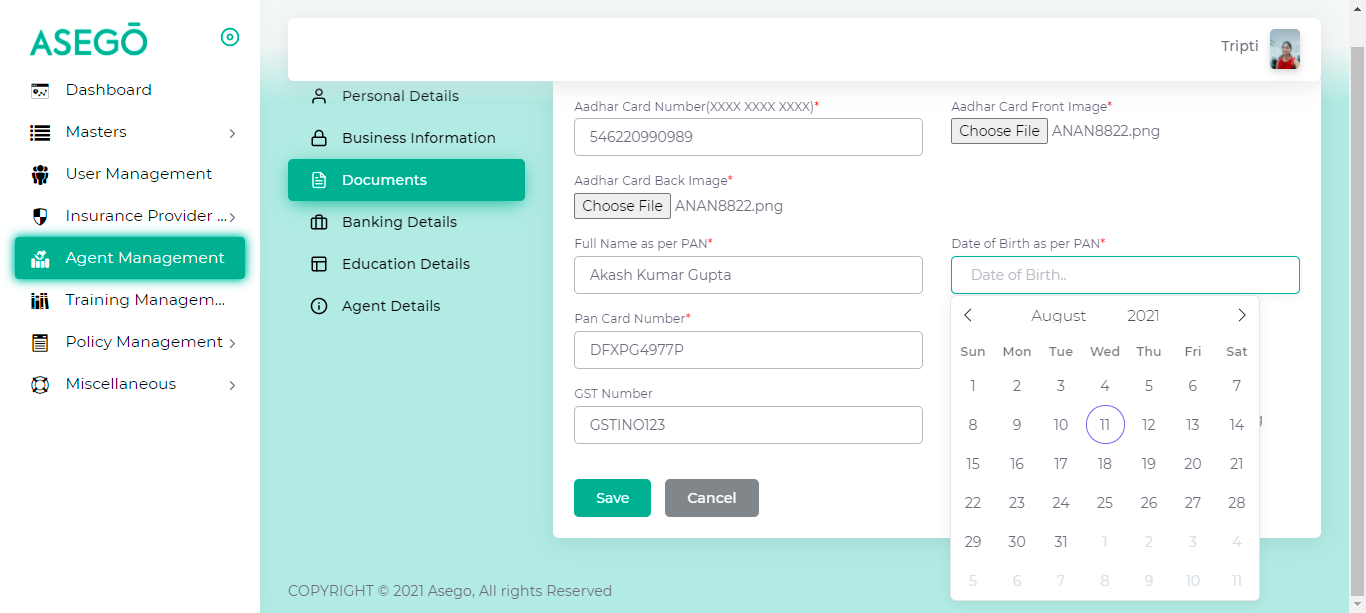 ASEGŌ
Dashboard
Masters
User Management
Insurance Provider ...
Agent Management
Training Managem...
Policy Management
Miscellaneous
Tripti
Personal Details
Business Information
Documents
Banking Details
Education Details
Agent Details
Aadhar Card Number(XXXX XXXX XXXX)*
546220990989
Aadhar Card Front Image*
Choose File ANAN8822.png
Aadhar Card Back Image*
Choose File ANAN8822.png
Full Name as per PAN*
Akash Kumar Gupta
Date of Birth as per PAN*
Date of Birth..
Pan Card Number*
DFXPG4977P
GST Number
GSTINO123
August 2021
Sun Mon Tue Wed Thu Fri Sat
1 2 3 4 5 6 7
8 9 10 11 12 13 14
15 16 17 18 19 20 21
22 23 24 25 26 27 28
29 30 31 1 2 3 4
5 6 7 8 9 10 11
Save Cancel
COPYRIGHT © 2021 Asego, All rights Reserved